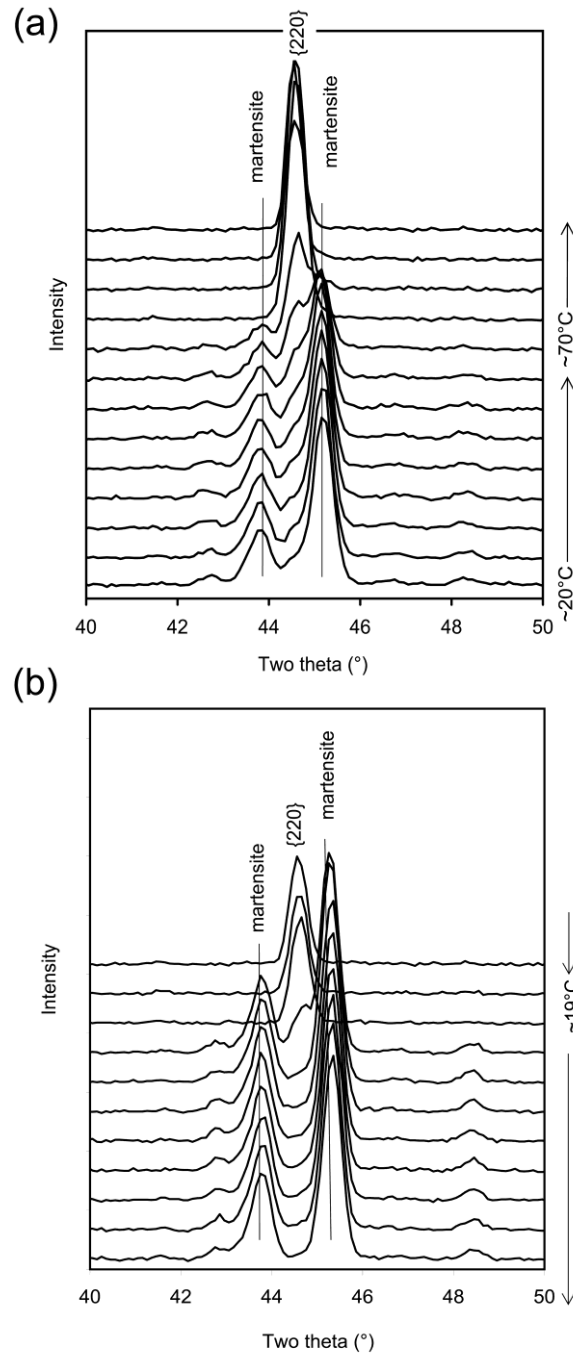 (a)
{220}
martensite
martensite
Intensity
~20°C
~70°C
40 42 44 46 48 50
Two theta (°)
(b)
martensite
{220}
martensite
Intensity
~19°C
40 42 44 46 48 50
Two theta (°)